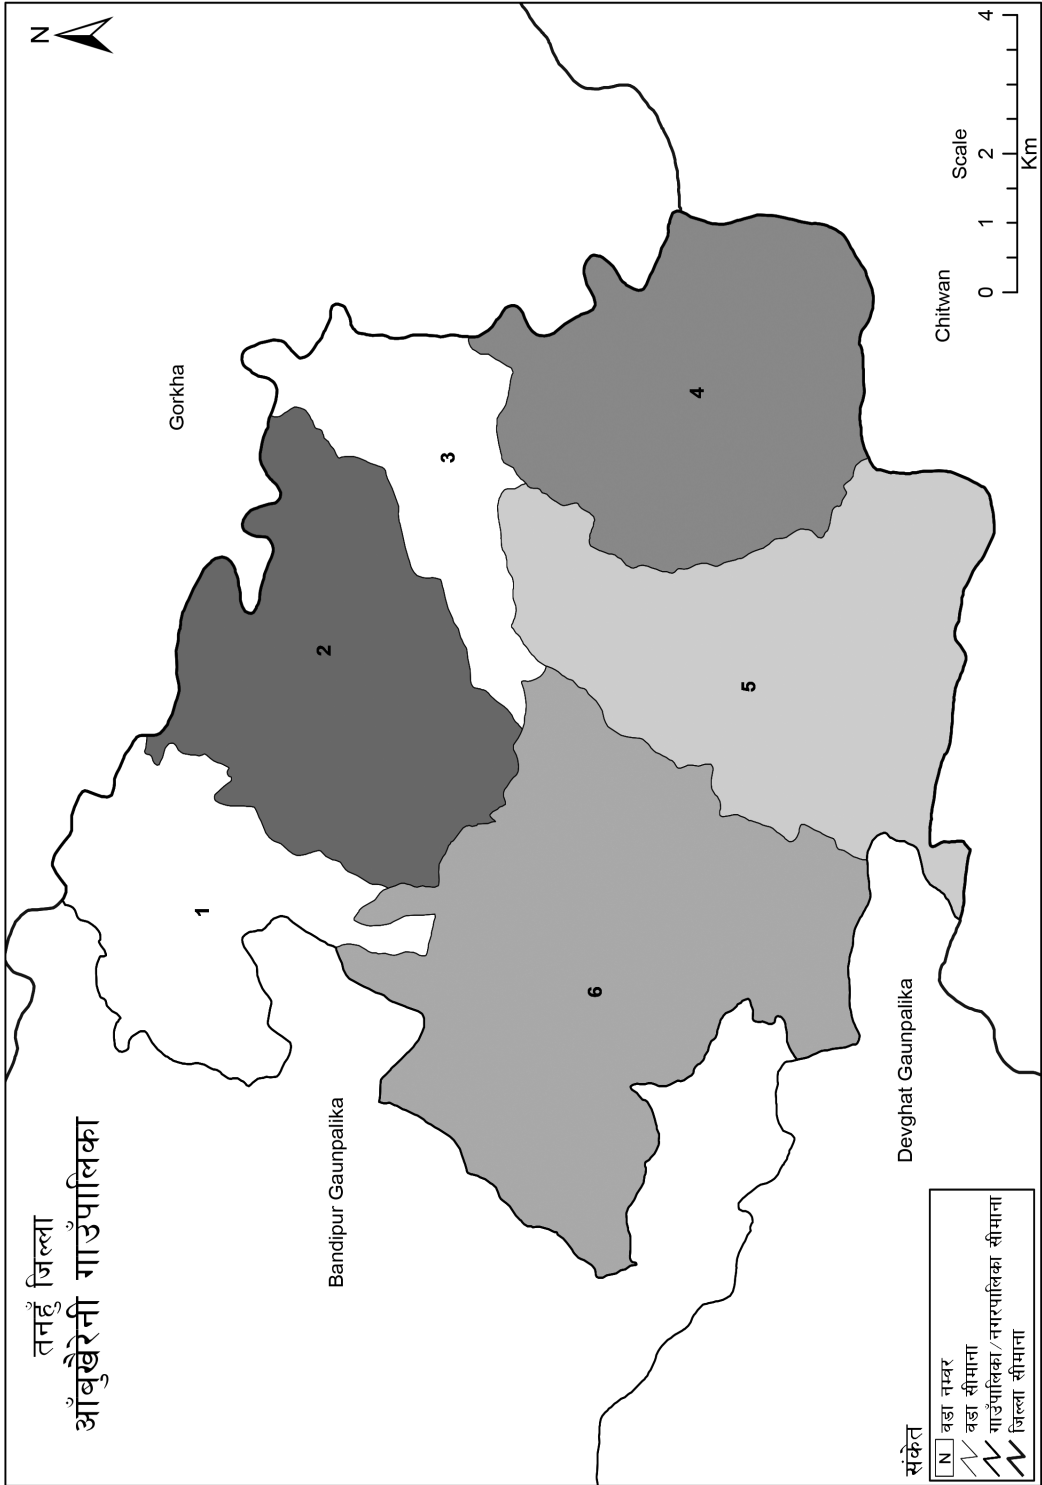 तनहुँ जिल्ला
आँबुखैरेनी गाउँपालिका
N
Gorkha
Bandipur Gaunpalika
Devghat Gaunpalika
Chitwan
1
2
3
4
5
6
संकेत
N वडा नम्बर
वडा सीमाना
गाउँपालिका/नगरपालिका सीमाना
जिल्ला सीमाना
Scale
0 1 2 4
Km